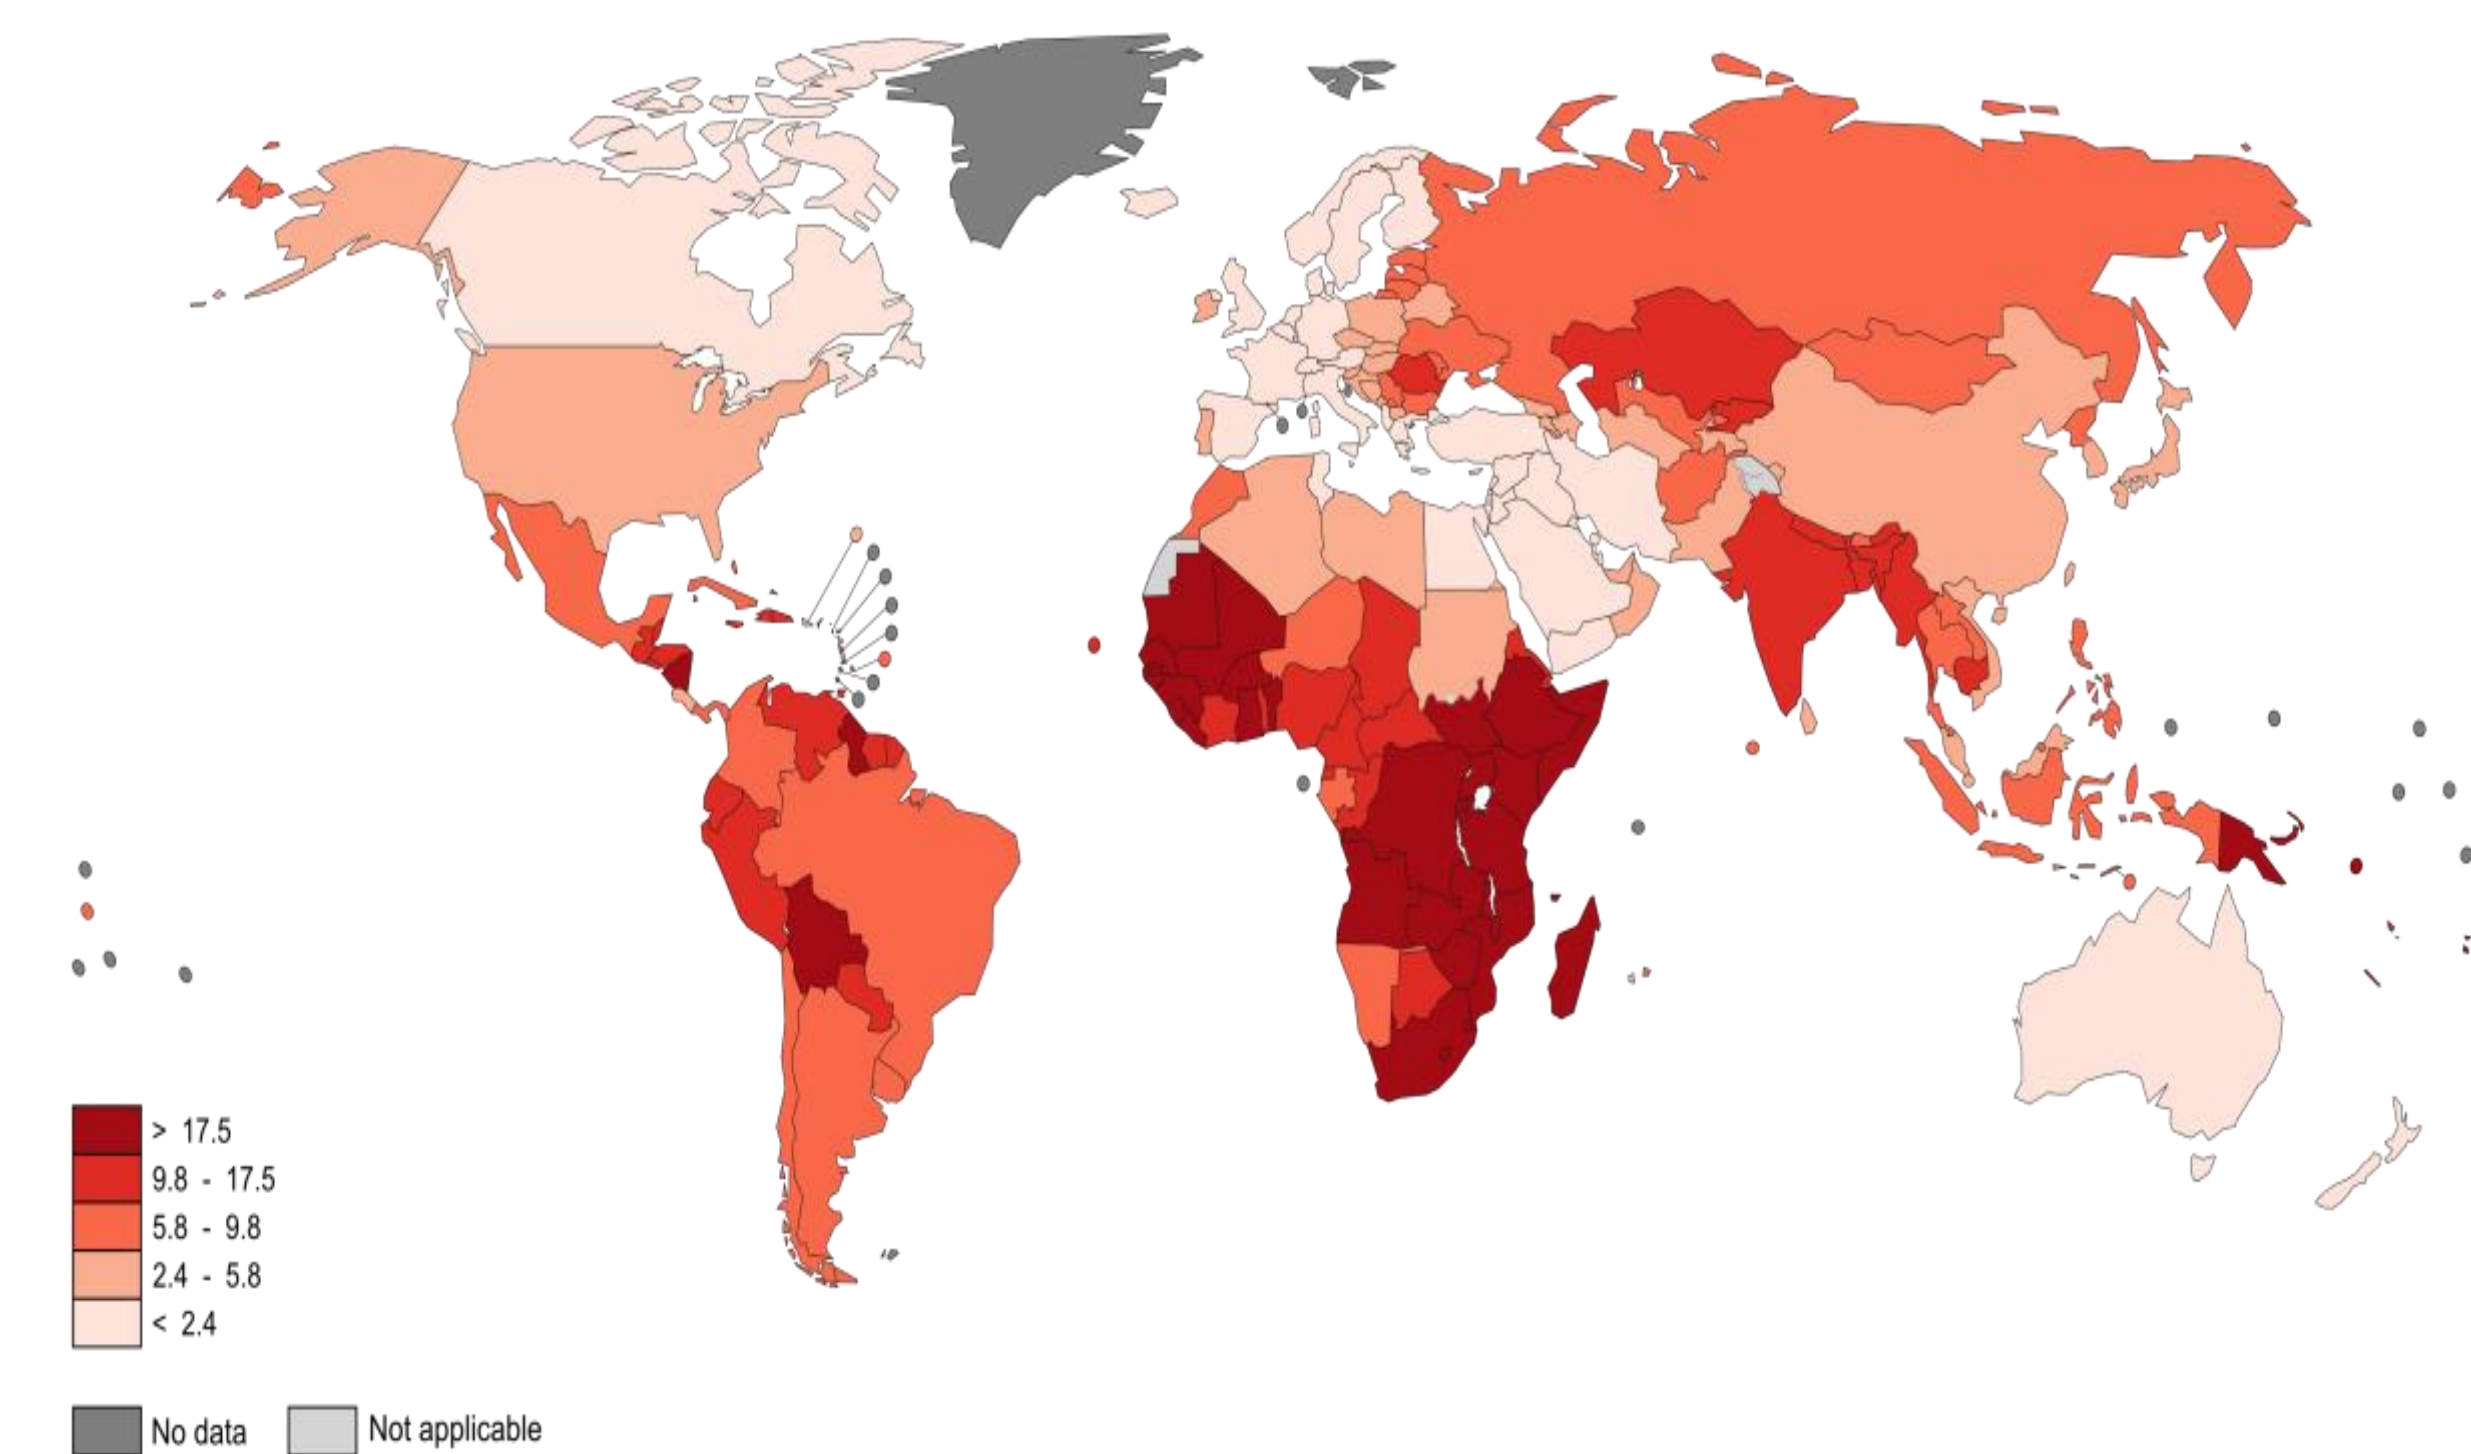 > 17.5
9.8 - 17.5
5.8 - 9.8
2.4 - 5.8
< 2.4
No data
Not applicable